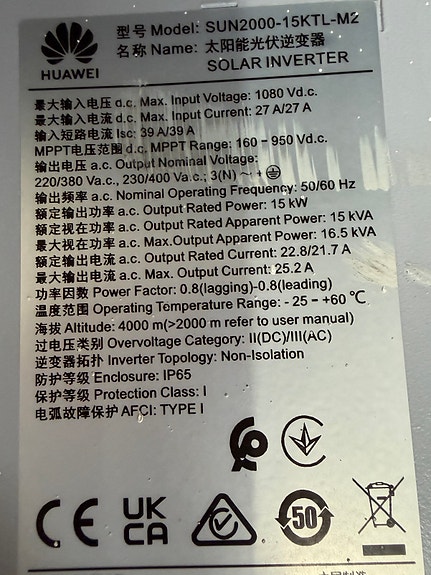 型号 Model: SUN2000-15KTL-M2
名称 Name: 太阳能光伏逆变器
SOLAR INVERTER
HUAWEI
最大输入电压 d.c. Max. Input Voltage: 1080 Vd.c.
最大输入电流 d.c. Max. Input Current: 27 A/27 A
输入短路电流 Isc: 39 A/39 A
MPPT电压范围 d.c. MPPT Range: 160 - 950 Vd.c.
输出电压 a.c. Output Nominal Voltage:
220/380 Va.c., 230/400 Va.c.; 3(N) ~ +
输出频率 a.c. Nominal Operating Frequency: 50/60 Hz
额定输出功率 a.c. Output Rated Power: 15 kW
额定视在功率 a.c. Output Rated Apparent Power: 15 kVA
最大视在功率 a.c. Max.Output Apparent Power: 16.5 kVA
额定输出电流 a.c. Output Rated Current: 22.8/21.7 A
最大输出电流 a.c. Max. Output Current: 25.2 A
功率因数 Power Factor: 0.8(lagging)-0.8(leading)
温度范围 Operating Temperature Range: - 25 - +60 ℃
海拔 Altitude: 4000 m(>2000 m refer to user manual)
过电压类别 Overvoltage Category: II(DC)/III(AC)
逆变器拓扑 Inverter Topology: Non-Isolation
防护等级 Enclosure: IP65
保护等级 Protection Class: I
电弧故障保护 AFCI: TYPE I
CE UK CA 50